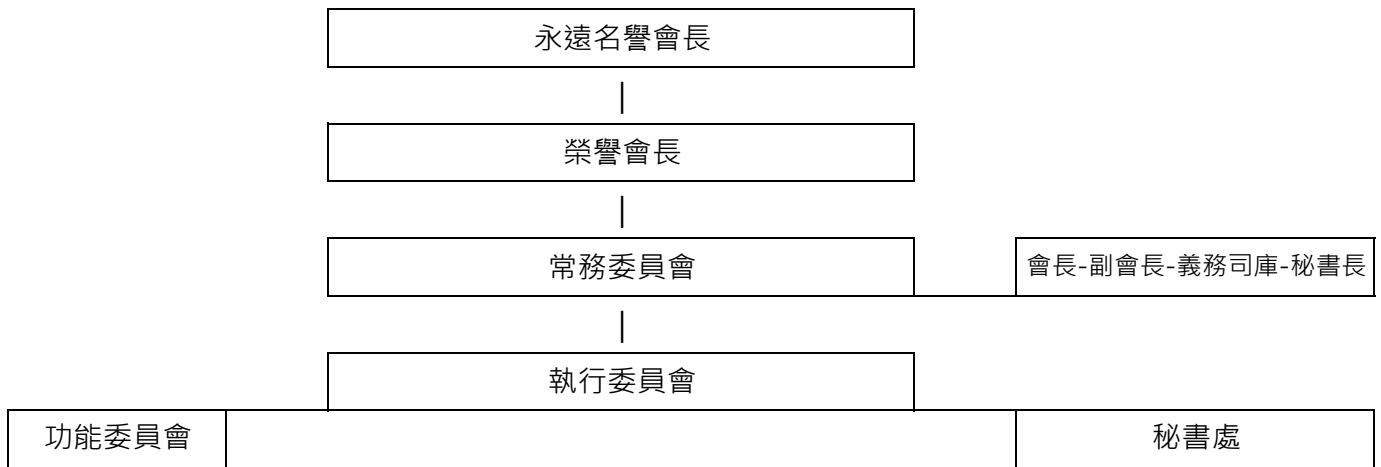 永遠名譽會長
榮譽會長
常務委員會
會長-副會長-義務司庫-秘書長
執行委員會
功能委員會
秘書處